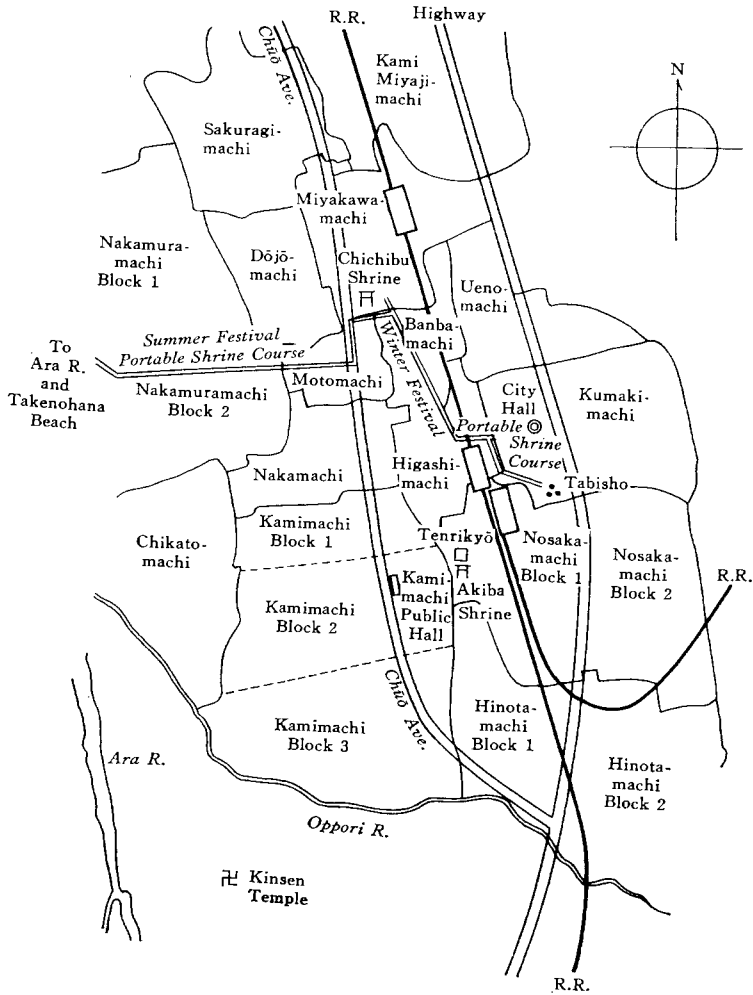 R.R.
Highway
Chūō Ave.
Kami
Miyaji-
machi
N
Sakuragi-
machi
Miyakawa-
machi
Nakamura-
machi
Block 1
Dōjō-
machi
Chichibu
Shrine
Ueno-
machi
Banba-
machi
Summer Festival
Portable Shrine Course
To
Ara R.
and
Takenohana
Beach
Nakamuramachi
Block 2
Motomachi
Winter Festival
Portable
Shrine
Course
City
Hall
Kumaki-
machi
Nakamachi
Higashi-
machi
Tabisho
Chikato-
machi
Kamimachi
Block 1
Tenrikyō
Nosaka-
machi
Block 1
Nosaka-
machi
Block 2
R.R.
Kamimachi
Block 2
Kami-
machi
Public
Hall
Akiba
Shrine
Kamimachi
Block 3
Chūō Ave.
Hinota-
machi
Block 1
Hinota-
machi
Block 2
Ara R.
Oppori R.
卍 Kinsen
Temple
R.R.